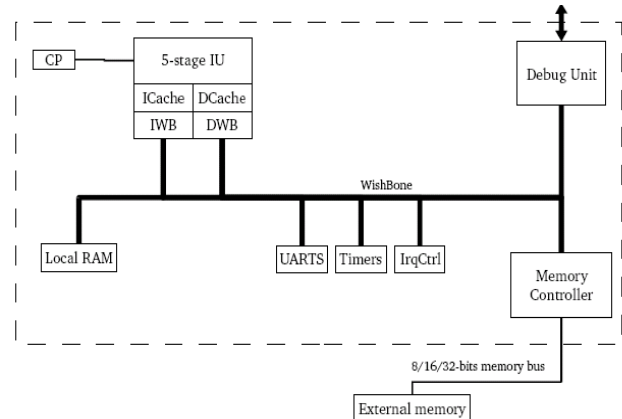 CP
5-stage IU
ICache
DCache
IWB
DWB
Debug Unit
WishBone
Local RAM
UARTS
Timers
IrqCtrl
Memory
Controller
8/16/32-bits memory bus
External memory